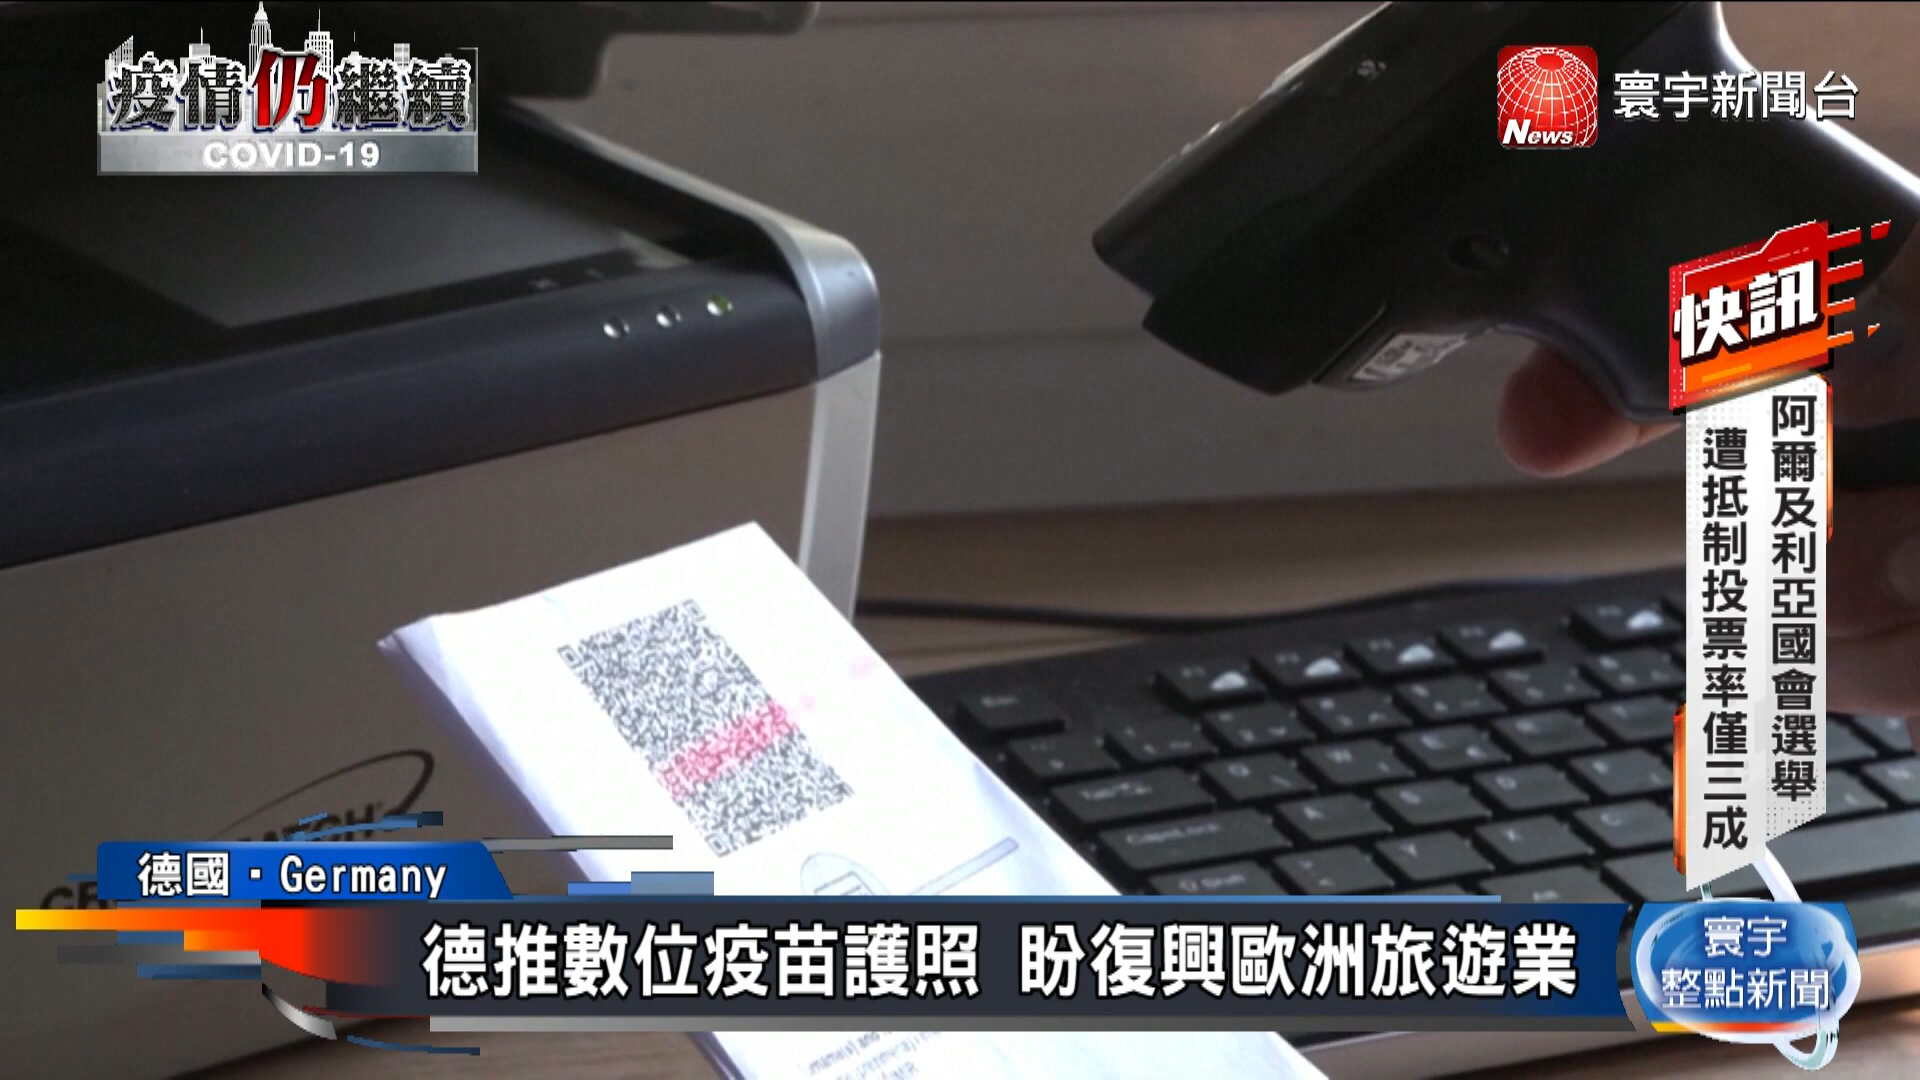 疫情仍繼續
COVID-19
News
寰宇新聞台
快訊
阿爾及利亞國會選舉
遭抵制投票率僅三成
德國·Germany
德推數位疫苗護照 盼復興歐洲旅遊業
寰宇
整點新聞